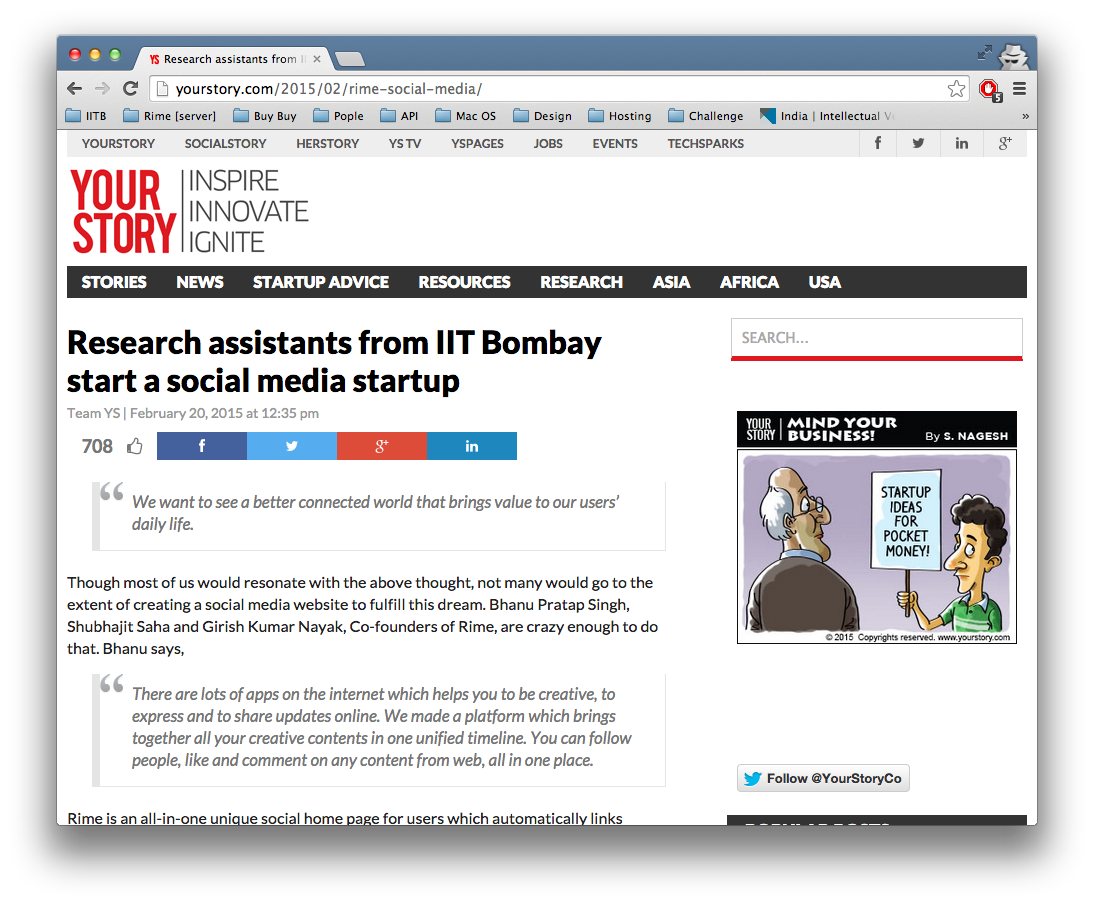 YS Research assistants from I
yourstory.com/2015/02/rime-social-media/
5
IITB Rime [server] Buy Buy Pople API Mac OS Design Hosting Challenge India | Intellectual »
YOURSTORY SOCIALSTORY HERSTORY YS TV YSPAGES JOBS EVENTS TECHSPARKS f in g+
YOUR STORY
INSPIRE
INNOVATE
IGNITE
STORIES NEWS STARTUP ADVICE RESOURCES RESEARCH ASIA AFRICA USA
Research assistants from IIT Bombay
start a social media startup
Team YS | February 20, 2015 at 12:35 pm
708 f g+ in
“ We want to see a better connected world that brings value to our users’
daily life.
Though most of us would resonate with the above thought, not many would go to the
extent of creating a social media website to fulfill this dream. Bhanu Pratap Singh,
Shubhajit Saha and Girish Kumar Nayak, Co-founders of Rime, are crazy enough to do
that. Bhanu says,
“ There are lots of apps on the internet which helps you to be creative, to
express and to share updates online. We made a platform which brings
together all your creative contents in one unified timeline. You can follow
people, like and comment on any content from web, all in one place.
Rime is an all-in-one unique social home page for users which automatically links
SEARCH...
YOUR STORY
MIND YOUR
BUSINESS!
By S. NAGESH
STARTUP
IDEAS
FOR
POCKET
MONEY!
© 2015 Copyrights reserved. www.yourstory.com
Follow @YourStoryCo
POPULAR POSTS